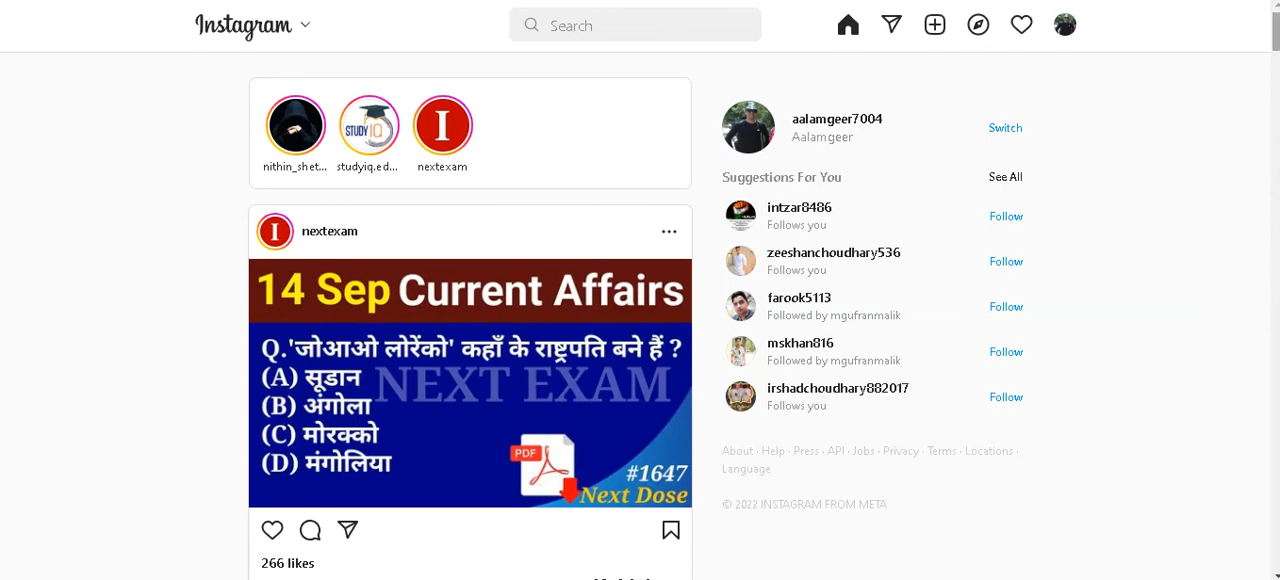 Instagram
Search
nithin_shet...
studyiq.ed...
nextexam
STUDY IQ
I
aalamgeer7004
Aalamgeer
Switch
Suggestions For You
See All
intzar8486
Follows you
Follow
zeeshanchoudhary536
Follows you
Follow
farook5113
Followed by mgufranmalik
Follow
mskhan816
Followed by mgufranmalik
Follow
irshadchoudhary882017
Follows you
Follow
About · Help · Press · API · Jobs · Privacy · Terms · Locations ·
Language
© 2022 INSTAGRAM FROM META
I
nextexam
14 Sep Current Affairs
Q.'जोआओ लोरेंको' कहाँ के राष्ट्रपति बने हैं ?
(A) सूडान
NEXT EXAM
(B) अंगोला
(C) मोरक्को
(D) मंगोलिया
PDF
#1647
Next Dose
266 likes